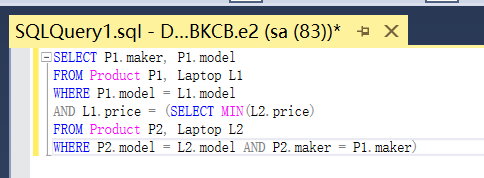 SQLQuery1.sql - D...BKCB.e2 (sa (83))*
SELECT P1.maker, P1.model
FROM Product P1, Laptop L1
WHERE P1.model = L1.model
AND L1.price = (SELECT MIN(L2.price)
FROM Product P2, Laptop L2
WHERE P2.model = L2.model AND P2.maker = P1.maker)